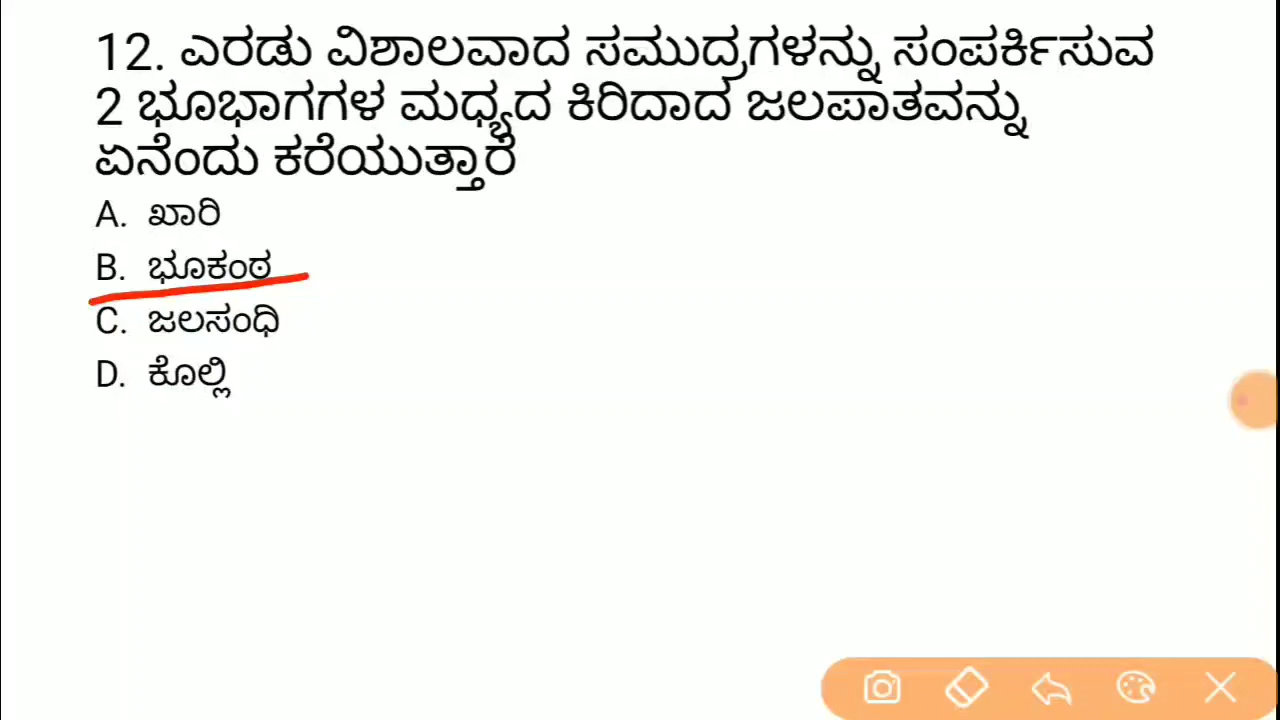 12. ಎರಡು ವಿಶಾಲವಾದ ಸಮುದ್ರಗಳನ್ನು ಸಂಪರ್ಕಿಸುವ
2 ಭೂಭಾಗಗಳ ಮಧ್ಯದ ಕಿರಿದಾದ ಜಲಪಾತವನ್ನು
ಏನೆಂದು ಕರೆಯುತ್ತಾರೆ
A. ಖಾರಿ
B. ಭೂಕಂಠ
C. ಜಲಸಂಧಿ
D. ಕೊಲ್ಲಿ